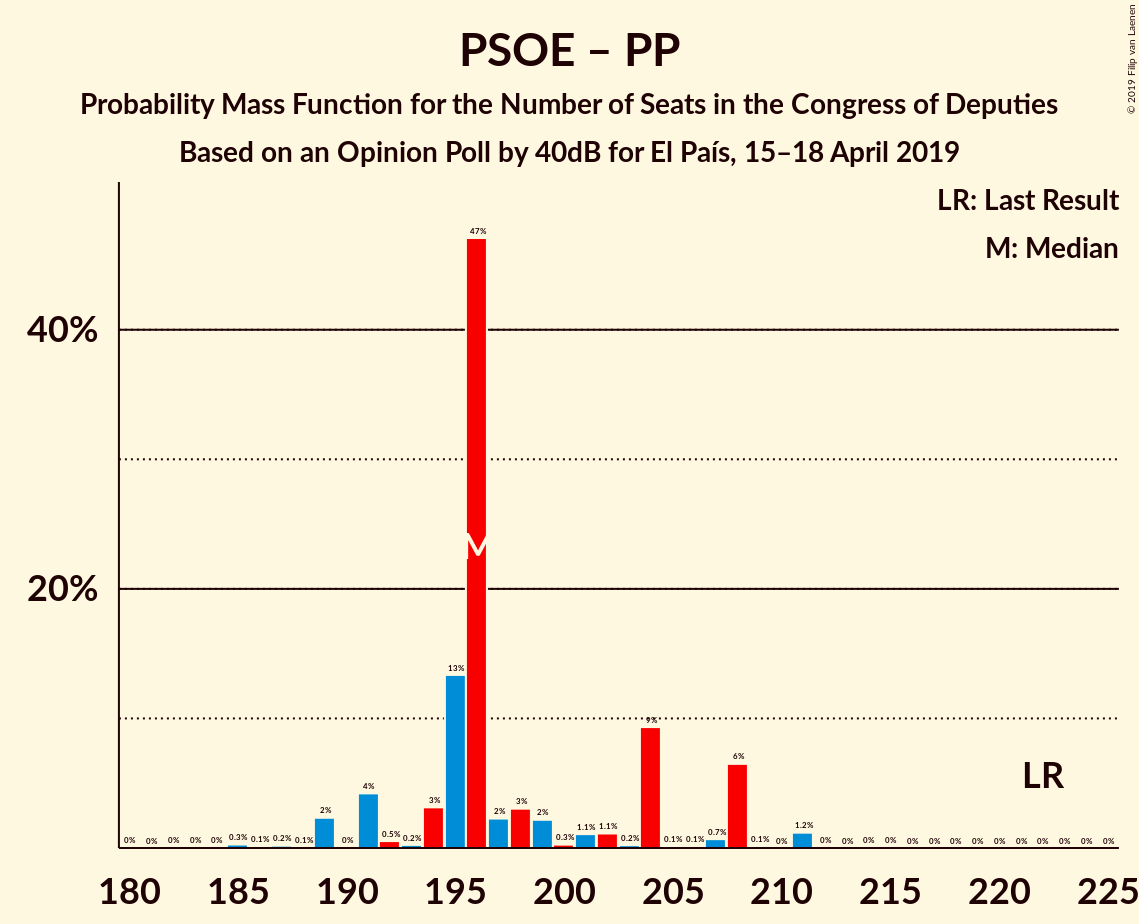 PSOE – PP
Probability Mass Function for the Number of Seats in the Congress of Deputies
Based on an Opinion Poll by 40dB for El País, 15–18 April 2019
© 2019 Filip van Laenen
LR: Last Result
M: Median
40%
20%
0% 0% 0% 0% 0% 0.3% 0.1% 0.2% 0.1% 2% 0% 4% 0.5% 0.2% 3% 13% 47% 2% 3% 2% 0.3% 1.1% 1.1% 0.2% 9% 0.1% 0.1% 0.7% 6% 0.1% 0% 1.2% 0% 0% 0% 0% 0% 0% 0% 0% 0% 0% 0% 0% 0% 0%
M
LR
180 185 190 195 200 205 210 215 220 225